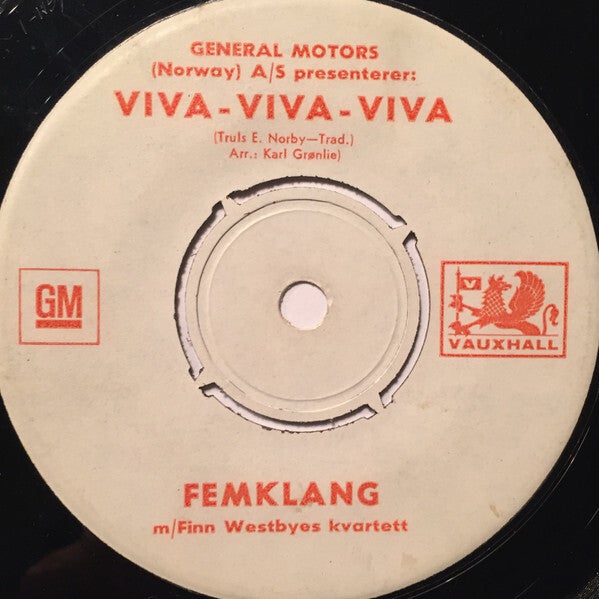 GENERAL MOTORS
(Norway) A/S presenterer:
VIVA-VIVA-VIVA
(Truls E. Norby—Trad.)
Arr.: Karl Grønlie)
GM
V
VAUXHALL
FEMKLANG
m/Finn Westbyes kvartett